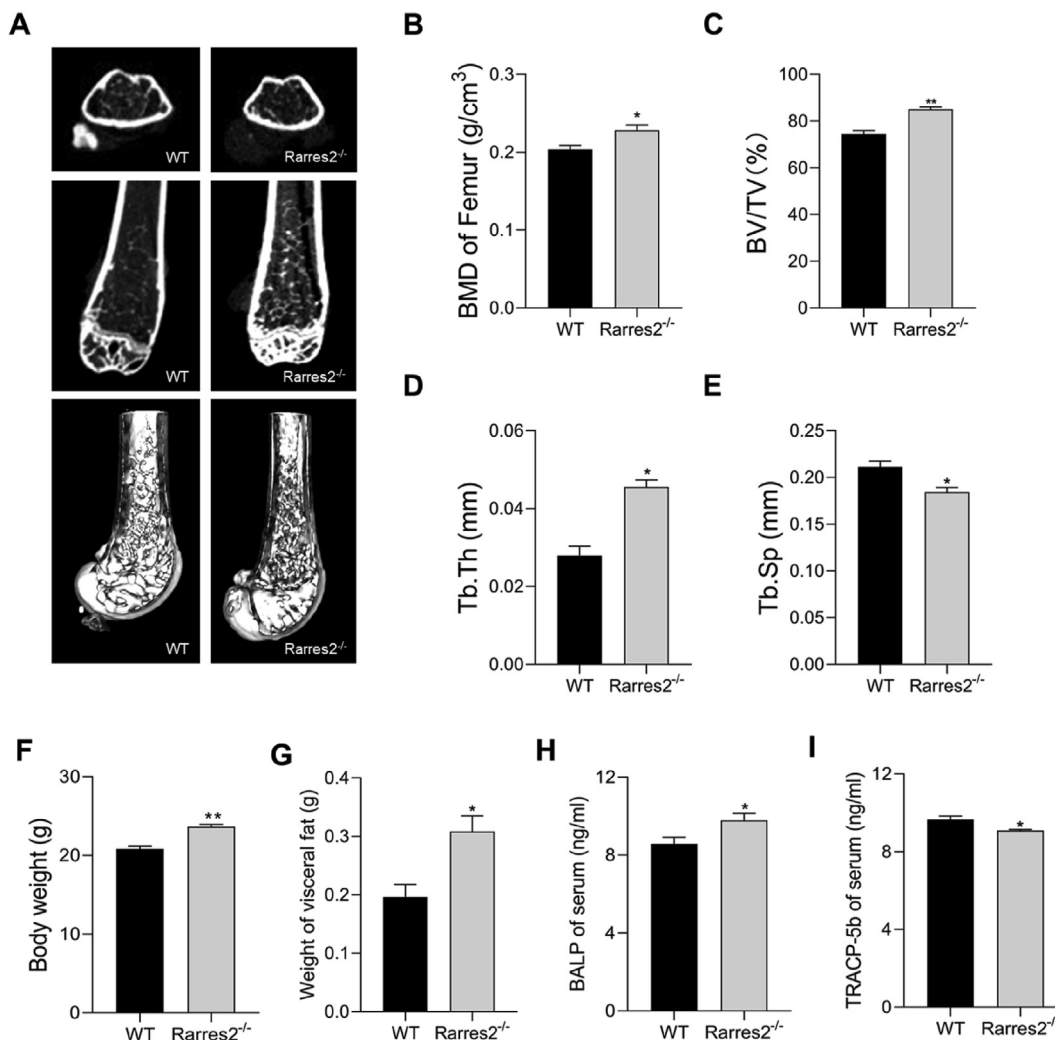 A
WT
Rarres2-/-
WT
Rarres2-/-
WT
Rarres2-/-
B
BMD of Femur (g/cm3)
0.3
0.2
0.1
0.0
*
WT
Rarres2-/-
C
BV/TV (%)
100
80
60
40
20
0
**
WT
Rarres2-/-
D
Tb.Th (mm)
0.06
0.04
0.02
0.00
*
WT
Rarres2-/-
E
Tb.Sp (mm)
0.25
0.20
0.15
0.10
0.05
0.00
*
WT
Rarres2-/-
F
Body weight (g)
30
20
10
0
**
WT
Rarres2-/-
G
Weight of visceral fat (g)
0.4
0.3
0.2
0.1
0.0
*
WT
Rarres2-/-
H
BALP of serum (ng/ml)
12
8
4
0
*
WT
Rarres2-/-
I
TRACP-5b of serum (ng/ml)
12
8
4
0
*
WT
Rarres2-/-